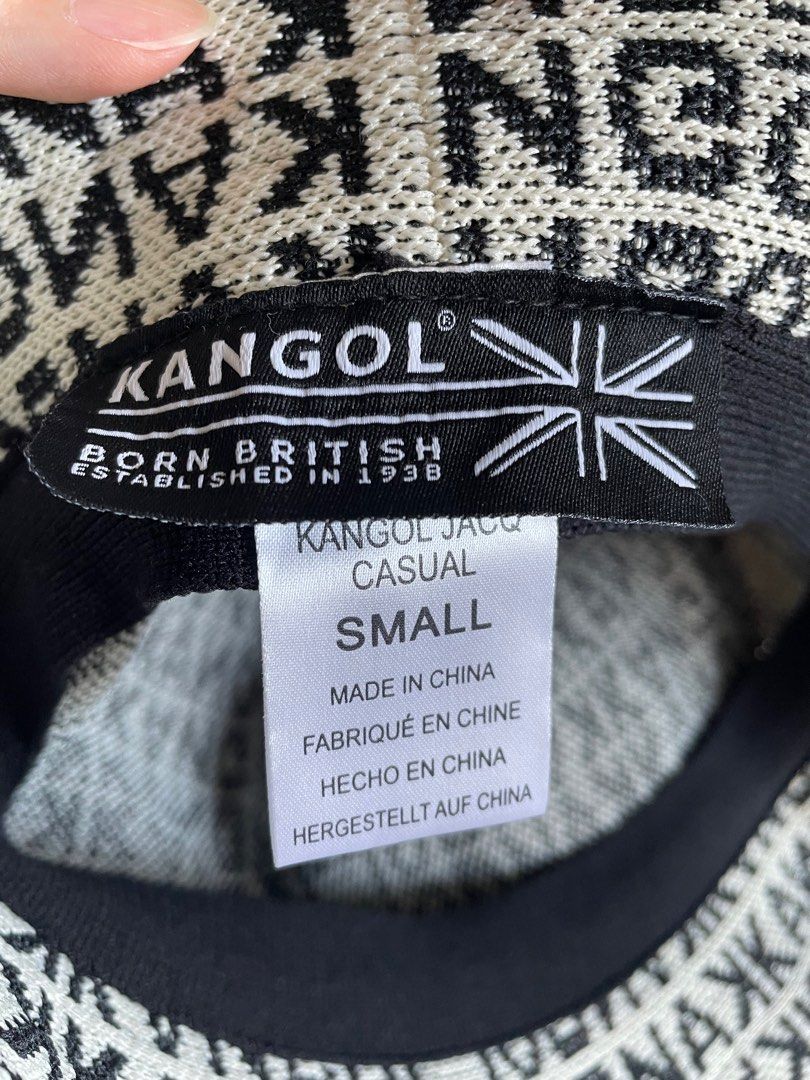 KANGOL®
BORN BRITISH
ESTABLISHED IN 1938
KANGOL JACQ
CASUAL
SMALL
MADE IN CHINA
FABRIQUÉ EN CHINE
HECHO EN CHINA
HERGESTELLT AUF CHINA